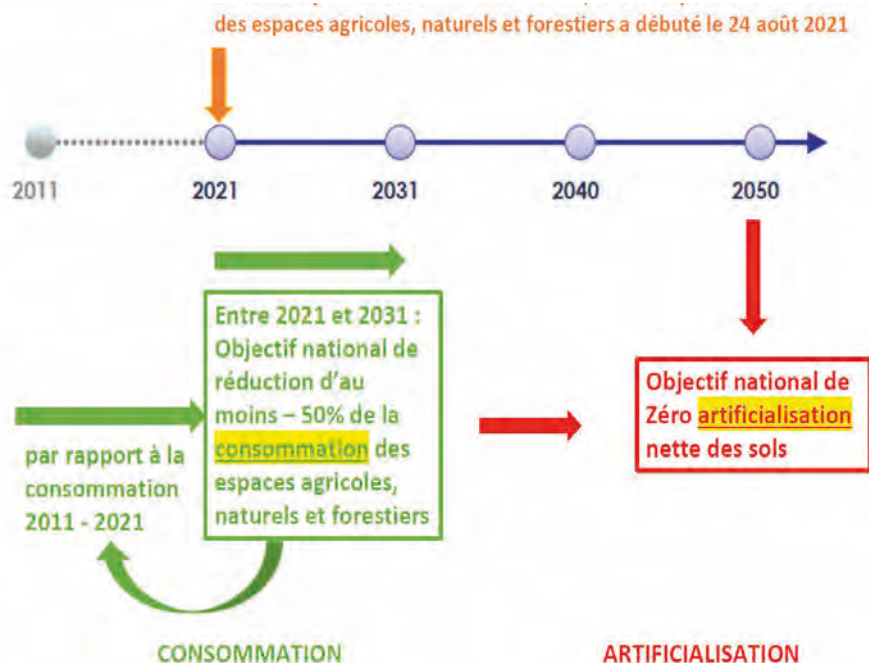 des espaces agricoles, naturels et forestiers a débuté le 24 août 2021
2011 2021 2031 2040 2050
Entre 2021 et 2031 :
Objectif national de
réduction d'au
moins – 50% de la
consommation des
espaces agricoles,
naturels et forestiers
par rapport à la
consommation
2011 - 2021
Objectif national de
Zéro artificialisation
nette des sols
CONSOMMATION
ARTIFICIALISATION